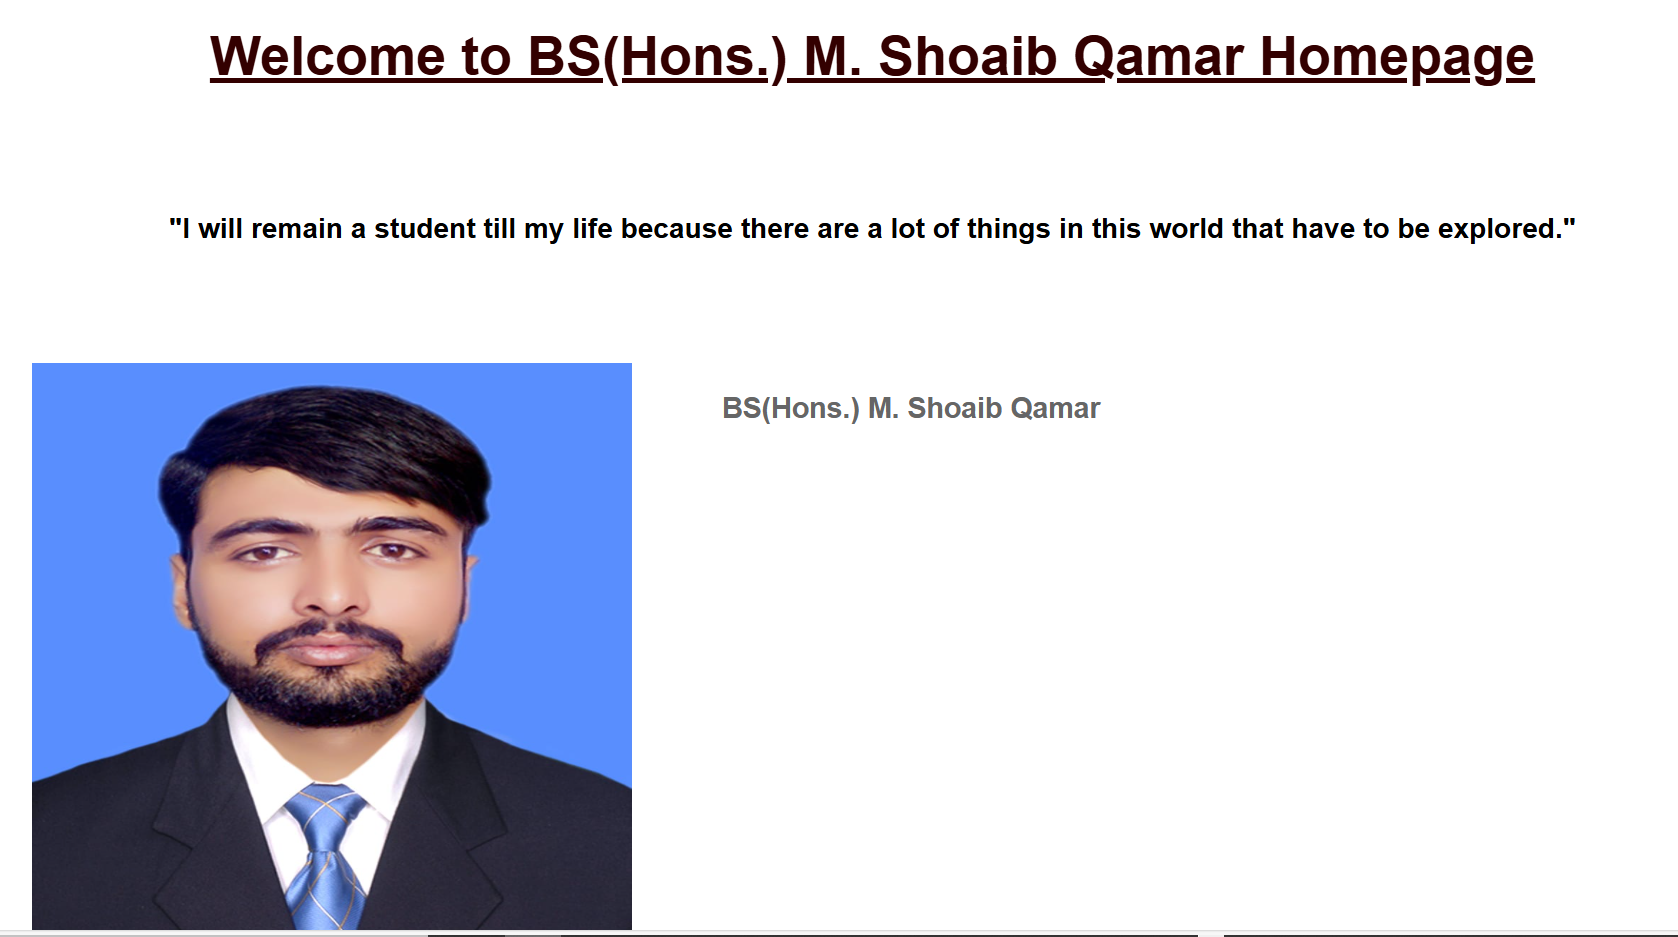 Welcome to BS(Hons.) M. Shoaib Qamar Homepage
"I will remain a student till my life because there are a lot of things in this world that have to be explored."
BS(Hons.) M. Shoaib Qamar